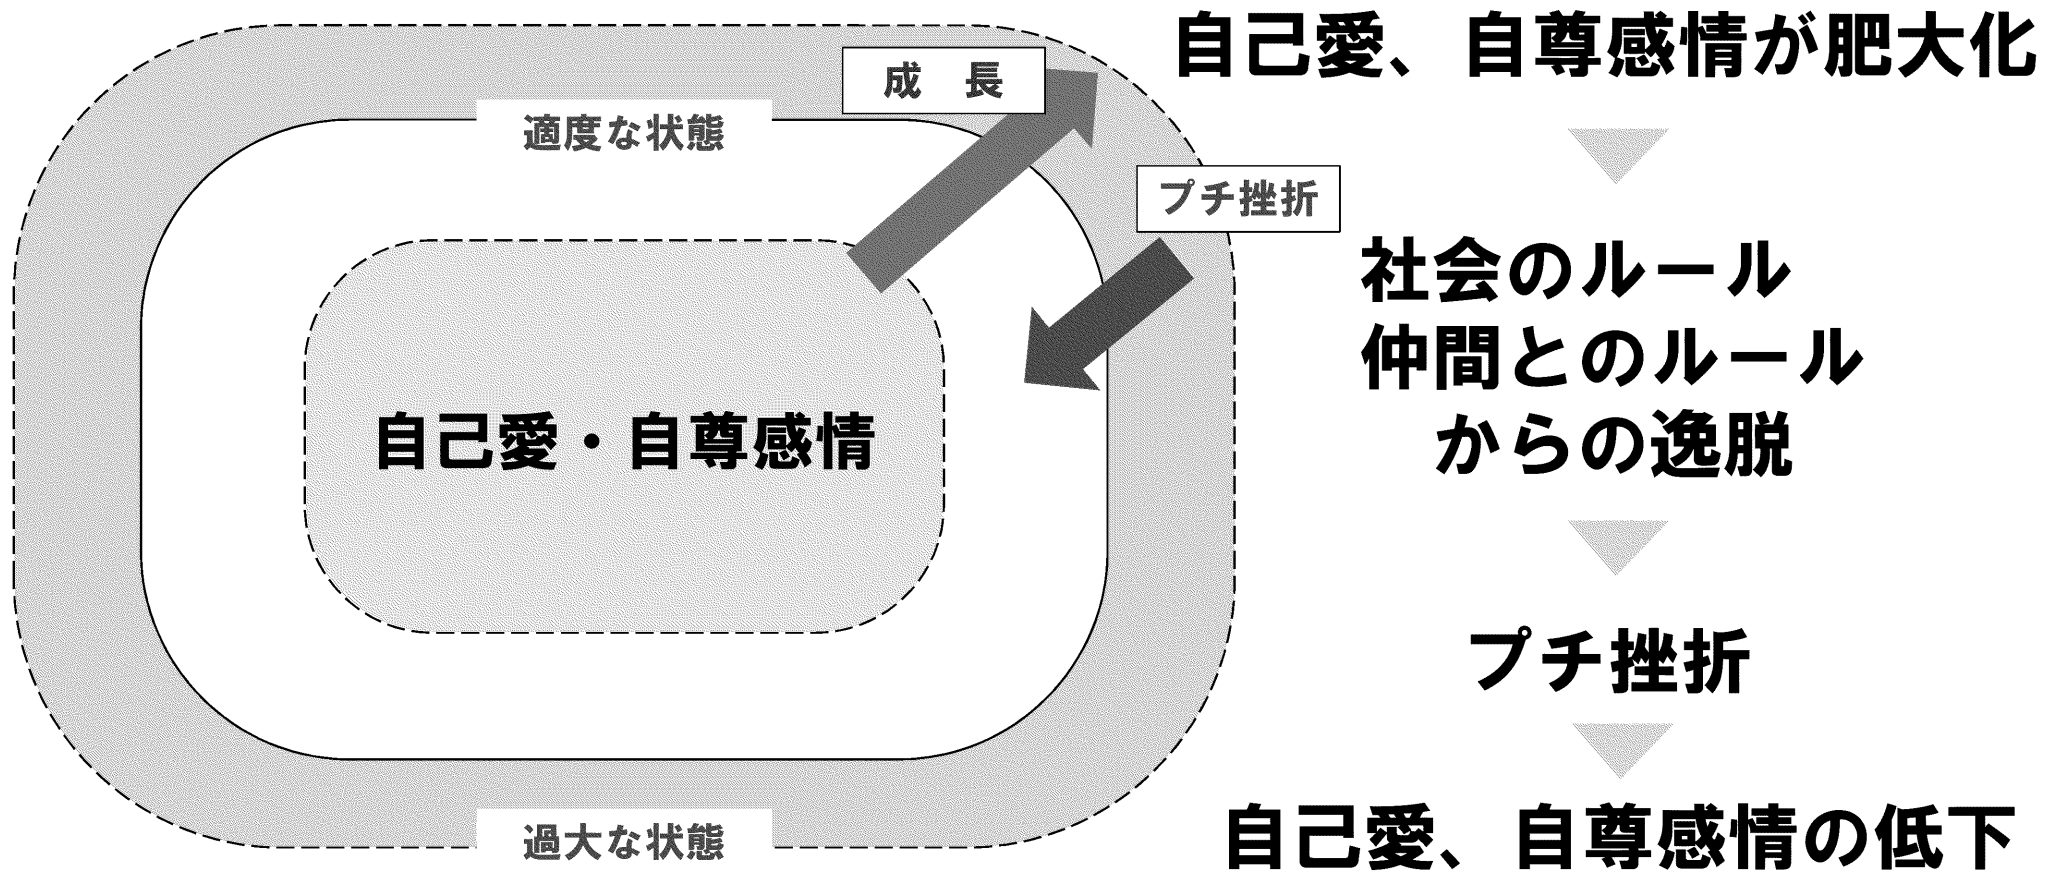 成　長
適度な状態
プチ挫折
自己愛・自尊感情
過大な状態
自己愛、自尊感情が肥大化
社会のルール
仲間とのルール
からの逸脱
プチ挫折
自己愛、自尊感情の低下